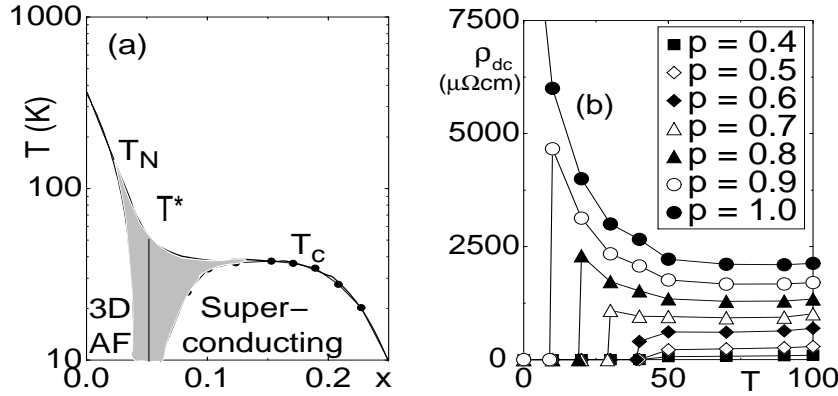 1000
100
10
T (K)
(a)
T_N
T*
T_c
3D
AF
Super–
conducting
0.0
0.1
0.2
x
7500
5000
2500
0
ρdc
(μΩcm)
(b)
p = 0.4
p = 0.5
p = 0.6
p = 0.7
p = 0.8
p = 0.9
p = 1.0
0
50
T
100